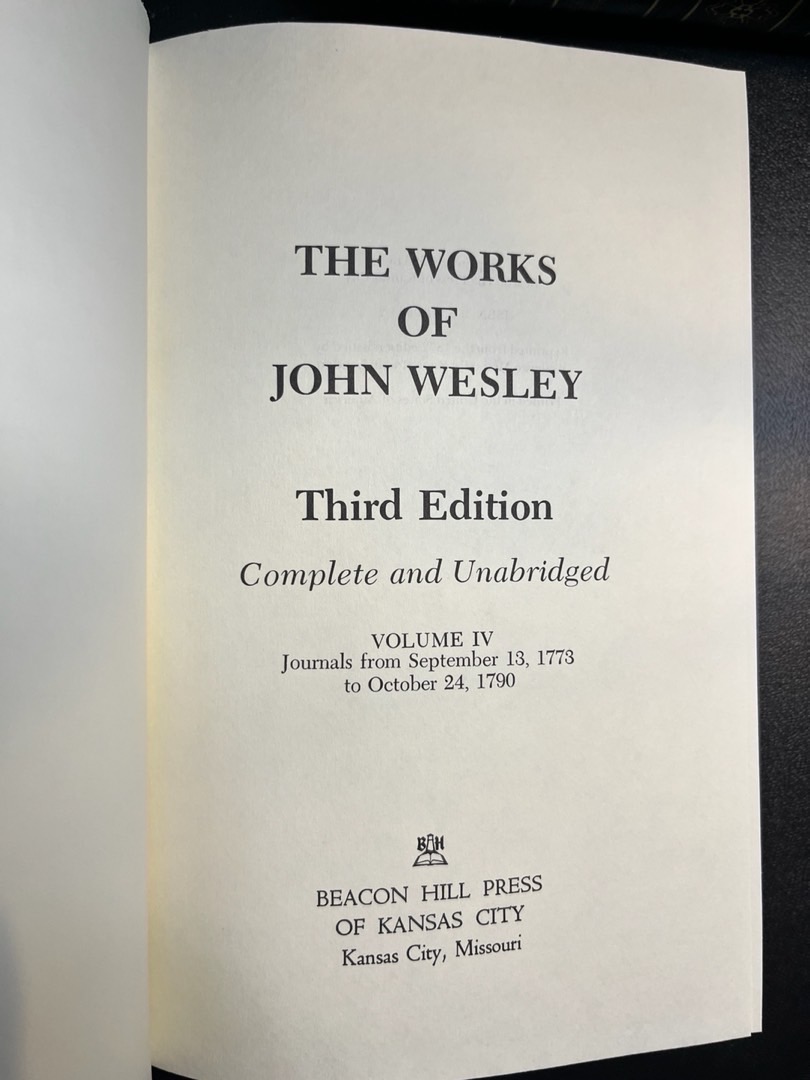 THE WORKS
OF
JOHN WESLEY
Third Edition
Complete and Unabridged
VOLUME IV
Journals from September 13, 1773
to October 24, 1790
BH
BEACON HILL PRESS
OF KANSAS CITY
Kansas City, Missouri